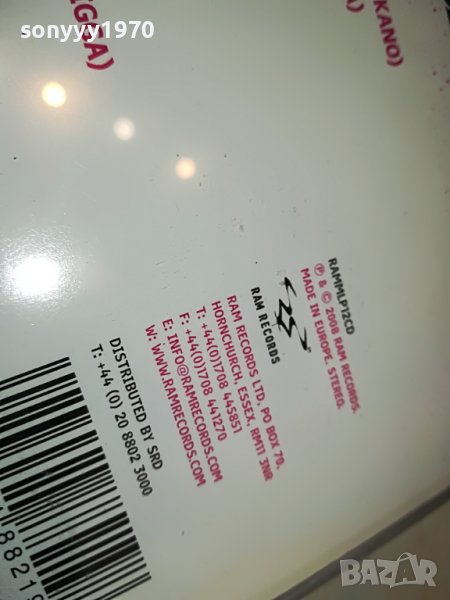 sonyyy1970
KANO)
A)
EGGA)
RAMMLP12CD
℗ & © 2008 RAM RECORDS.
MADE IN EUROPE. STEREO.
RAM RECORDS
RAM RECORDS LTD, PO BOX 70,
HORNCHURCH, ESSEX, RM11 3NR
T: +44(0)1708 445851
F: +44(0)1708 441270
E: INFO@RAMRECORDS.COM
W: WWW.RAMRECORDS.COM
DISTRIBUTED BY SRD
T: +44 (0) 20 8802 3000
88219
BAZAR